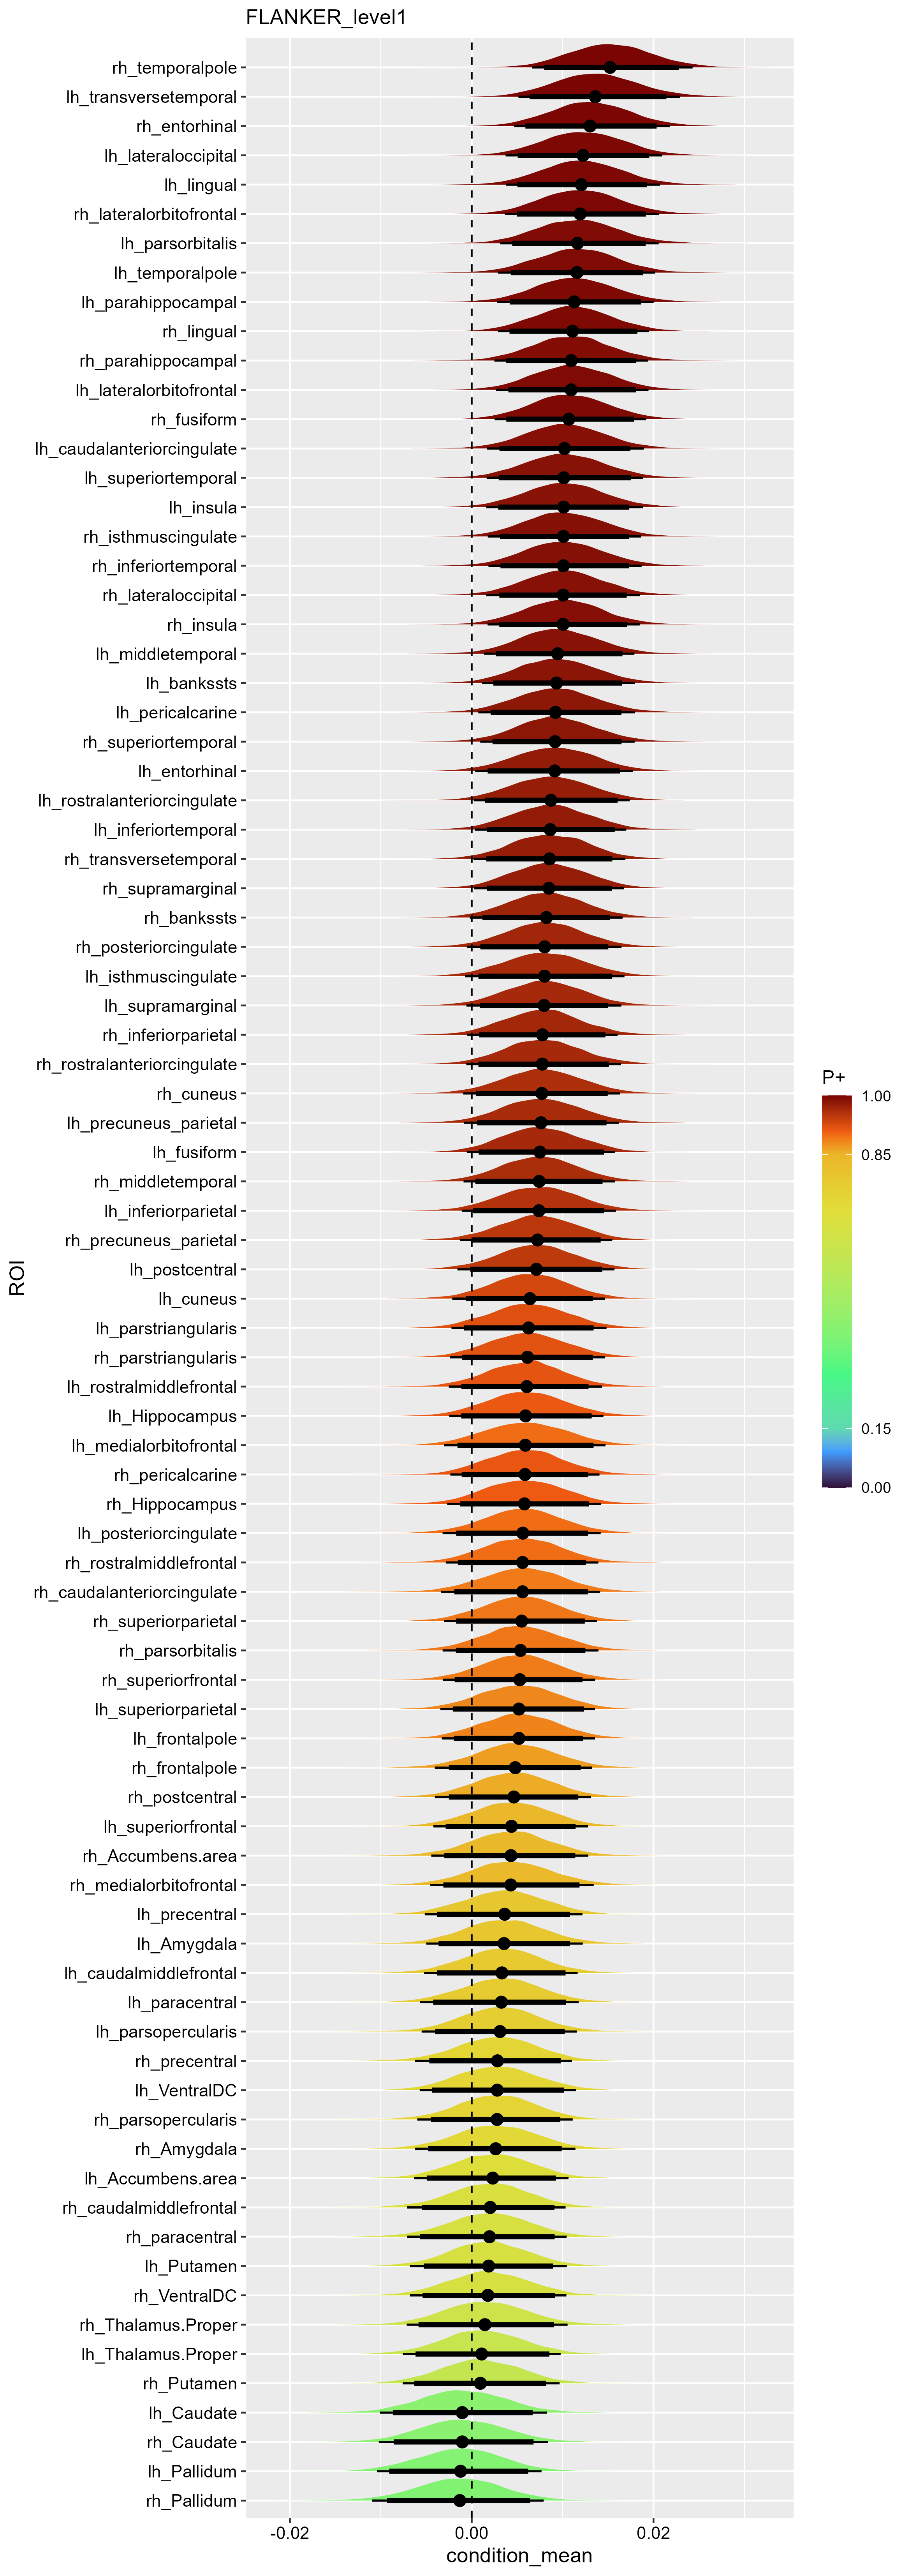 FLANKER_level1
rh_temporalpole
lh_transversetemporal
rh_entorhinal
lh_lateraloccipital
lh_lingual
rh_lateralorbitofrontal
lh_parsorbitalis
lh_temporalpole
lh_parahippocampal
rh_lingual
rh_parahippocampal
lh_lateralorbitofrontal
rh_fusiform
lh_caudalanteriorcingulate
lh_superiortemporal
lh_insula
rh_isthmuscingulate
rh_inferiortemporal
rh_lateraloccipital
rh_insula
lh_middletemporal
lh_bankssts
lh_pericalcarine
rh_superiortemporal
lh_entorhinal
lh_rostralanteriorcingulate
lh_inferiortemporal
rh_transversetemporal
rh_supramarginal
rh_bankssts
rh_posteriorcingulate
lh_isthmuscingulate
lh_supramarginal
rh_inferiorparietal
rh_rostralanteriorcingulate
rh_cuneus
lh_precuneus_parietal
lh_fusiform
rh_middletemporal
lh_inferiorparietal
rh_precuneus_parietal
lh_postcentral
lh_cuneus
lh_parstriangularis
rh_parstriangularis
lh_rostralmiddlefrontal
lh_Hippocampus
lh_medialorbitofrontal
rh_pericalcarine
rh_Hippocampus
lh_posteriorcingulate
rh_rostralmiddlefrontal
rh_caudalanteriorcingulate
rh_superiorparietal
rh_parsorbitalis
rh_superiorfrontal
lh_superiorparietal
lh_frontalpole
rh_frontalpole
rh_postcentral
lh_superiorfrontal
rh_Accumbens.area
rh_medialorbitofrontal
lh_precentral
lh_Amygdala
lh_caudalmiddlefrontal
lh_paracentral
lh_parsopercularis
rh_precentral
lh_VentralDC
rh_parsopercularis
rh_Amygdala
lh_Accumbens.area
rh_caudalmiddlefrontal
rh_paracentral
lh_Putamen
rh_VentralDC
rh_Thalamus.Proper
lh_Thalamus.Proper
rh_Putamen
lh_Caudate
rh_Caudate
lh_Pallidum
rh_Pallidum
ROI
-0.02 0.00 0.02
condition_mean
P+
1.00
0.85
0.15
0.00